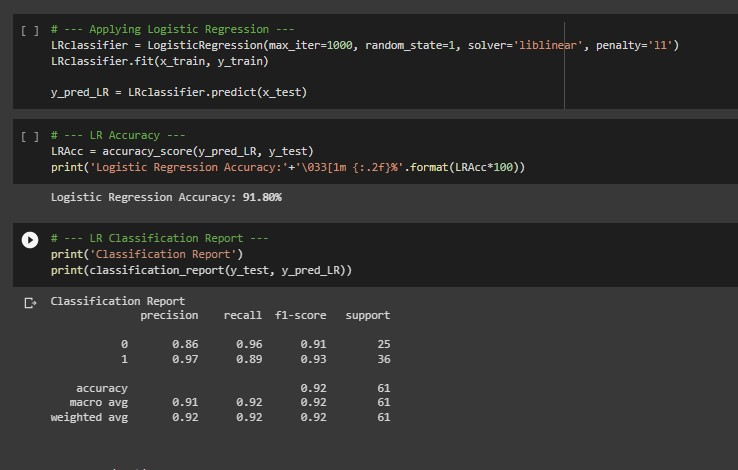 [ ] # --- Applying Logistic Regression ---
LRclassifier = LogisticRegression(max_iter=1000, random_state=1, solver='liblinear', penalty='l1')
LRclassifier.fit(x_train, y_train)
y_pred_LR = LRclassifier.predict(x_test)
[ ] # --- LR Accuracy ---
LRAcc = accuracy_score(y_pred_LR, y_test)
print('Logistic Regression Accuracy:'+'\033[1m {:.2f}%'.format(LRAcc*100))
Logistic Regression Accuracy: 91.80%
# --- LR Classification Report ---
print('Classification Report')
print(classification_report(y_test, y_pred_LR))
Classification Report
precision recall f1-score support
0 0.86 0.96 0.91 25
1 0.97 0.89 0.93 36
accuracy 0.92 61
macro avg 0.91 0.92 0.92 61
weighted avg 0.92 0.92 0.92 61